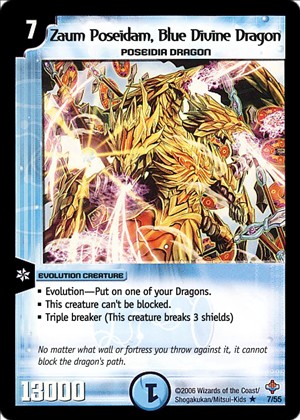 7
Zaum Poseidam, Blue Divine Dragon
POSEIDIA DRAGON
EVOLUTION CREATURE
▪ Evolution—Put on one of your Dragons.
▪ This creature can't be blocked.
▪ Triple breaker (This creature breaks 3 shields)
No matter what wall or fortress you throw against it, it cannot
block the dragon's path.
13000
1
©2006 Wizards of the Coast/
Shogakukan/Mitsui-Kids ★ 7/55